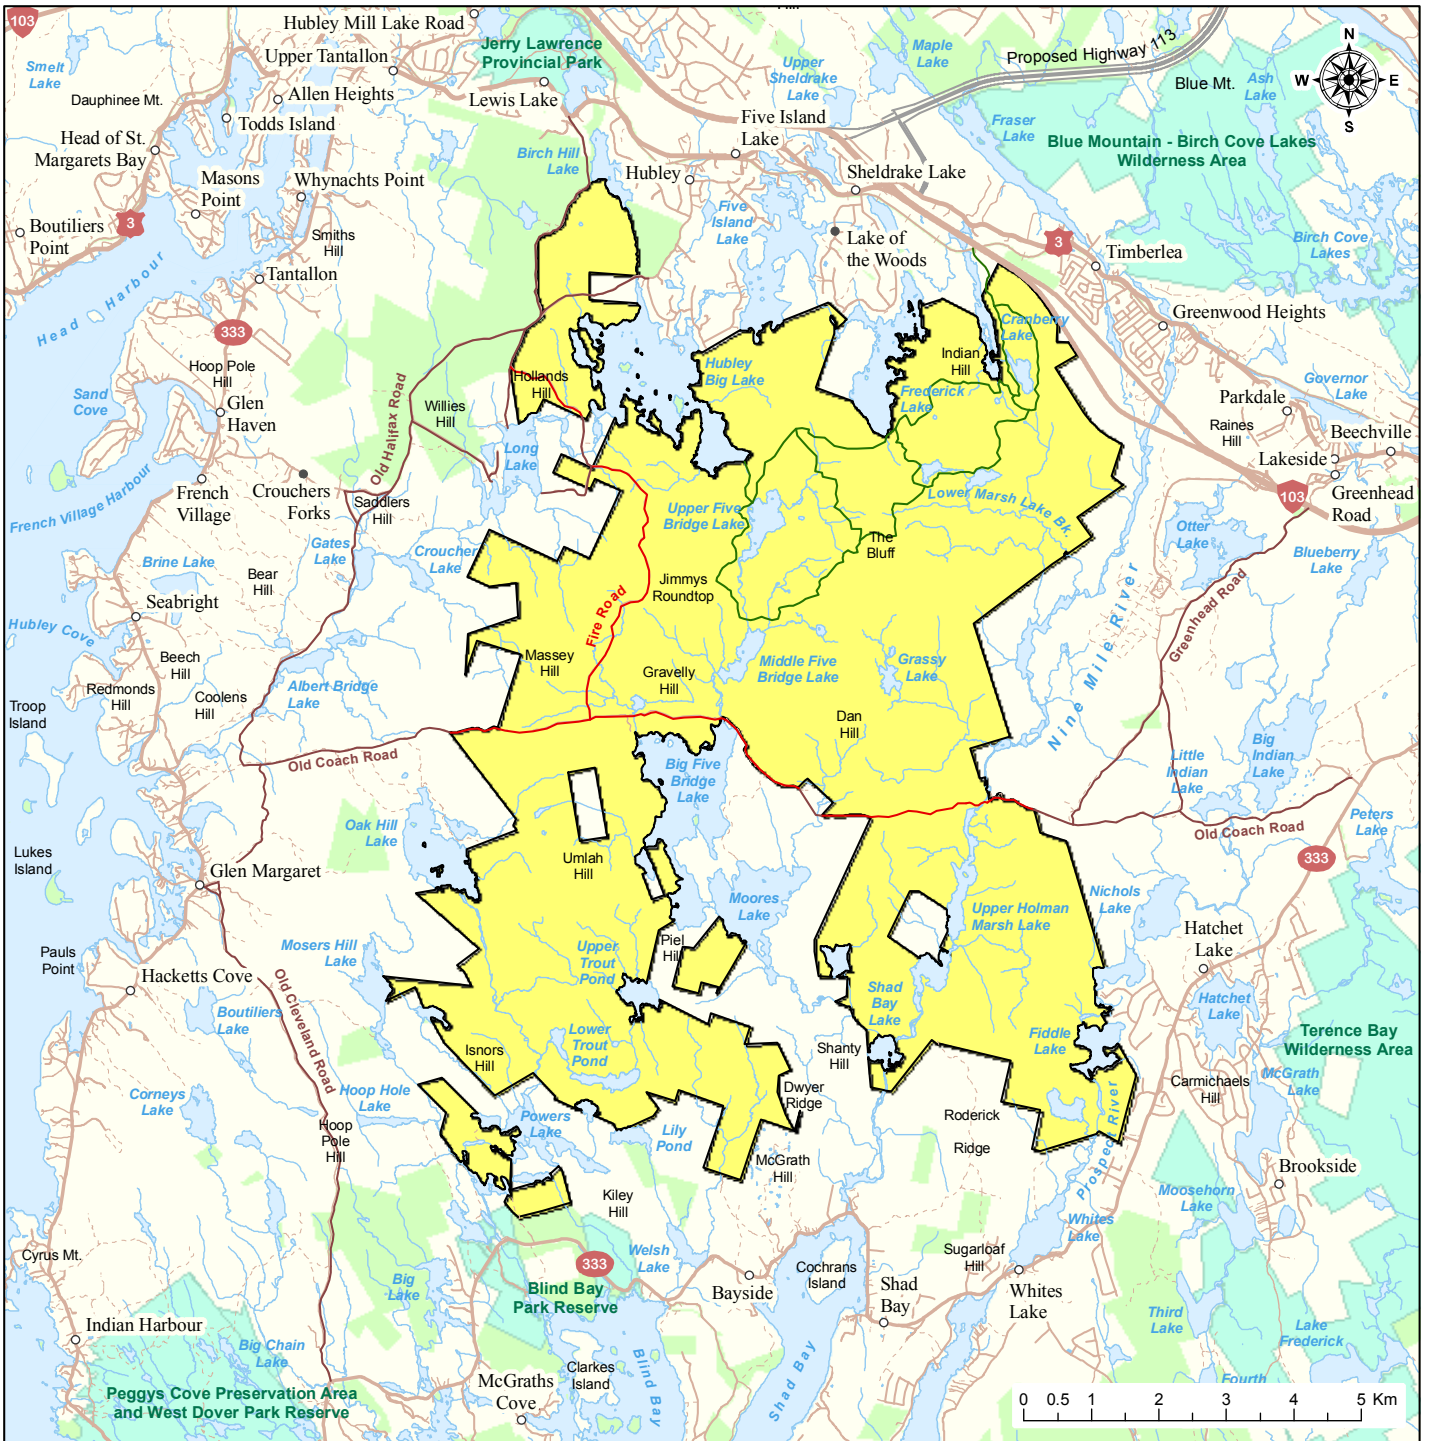 103
Hubley Mill Lake Road
Upper Tantallon
Jerry Lawrence
Provincial Park
Smelt
Lake
Dauphinee Mt.
Allen Heights
Todds Island
Lewis Lake
Head of St.
Margarets Bay
Masons
Point
Whynachts Point
Birch Hill
Lake
Hubley
Five Island
Lake
Upper
Sheldrake
Lake
Maple
Lake
Proposed Highway 113
Blue Mt.
Ash
Lake
N
W
E
S
Fraser
Lake
Blue Mountain - Birch Cove Lakes
Wilderness Area
Sheldrake Lake
Boutiliers
Point
3
Smiths
Hill
Five
Island
Lake
Lake of
the Woods
3
Timberlea
Birch Cove
Lakes
Head Harbour
Tantallon
333
Hoop Pole
Hill
Greenwood Heights
Cranberry
Lake
Indian
Hill
Hubley
Big Lake
Frederick
Lake
Hollands
Hill
Sand
Cove
Glen
Haven
Willies
Hill
Old Halifax Road
Long
Lake
Governor
Lake
Parkdale
Raines
Hill
Beechville
Lakeside
103
Greenhead
Road
French Village Harbour
French
Village
Crouchers
Forks
Saddlers
Hill
Upper Five
Bridge Lake
Lower Marsh Lake Bk.
The
Bluff
Otter
Lake
Blueberry
Lake
Gates
Lake
Croucher
Lake
Brine Lake
Bear
Hill
Jimmys
Roundtop
Fire Road
Seabright
Hubley Cove
Nine Mile River
Greenhead Road
Beech
Hill
Redmonds
Hill
Coolens
Hill
Albert Bridge
Lake
Massey
Hill
Gravelly
Hill
Middle Five
Bridge Lake
Grassy
Lake
Troop
Island
Dan
Hill
Old Coach Road
Big Five
Bridge
Lake
Little
Indian
Lake
Big
Indian
Lake
Old Coach Road
Peters
Lake
333
Oak Hill
Lake
Lukes
Island
Glen Margaret
Umlah
Hill
Moores
Lake
Upper Holman
Marsh Lake
Nichols
Lake
Hatchet
Lake
Pauls
Point
Hacketts Cove
Mosers Hill
Lake
Old Cleveland Road
Upper
Trout
Pond
Piel
Hill
Shad
Bay
Lake
Boutiliers
Lake
Hatchet
Lake
Terence Bay
Wilderness Area
Isnors
Hill
Lower
Trout
Pond
Shanty
Hill
Fiddle
Lake
Carmichaels
Hill
McGrath
Lake
Corneys
Lake
Hoop Hole
Lake
Hoop
Pole
Hill
Powers
Lake
Lily
Pond
Dwyer
Ridge
Roderick
Ridge
Prospect River
McGrath
Hill
Brookside
Moosehorn
Lake
Kiley
Hill
Whites
Lake
Cyrus Mt.
333
Welsh
Lake
Sugarloaf
Hill
Big
Lake
Blind Bay
Park Reserve
Bayside
Cochrans
Island
Shad
Bay
Whites
Lake
Indian Harbour
Big Chain
Lake
Third
Lake
Lake
Frederick
Clarkes
Island
Blind Bay
Shad Bay
Fourth
McGraths
Cove
Peggys Cove Preservation Area
and West Dover Park Reserve
0 0.5 1 2 3 4 5 Km